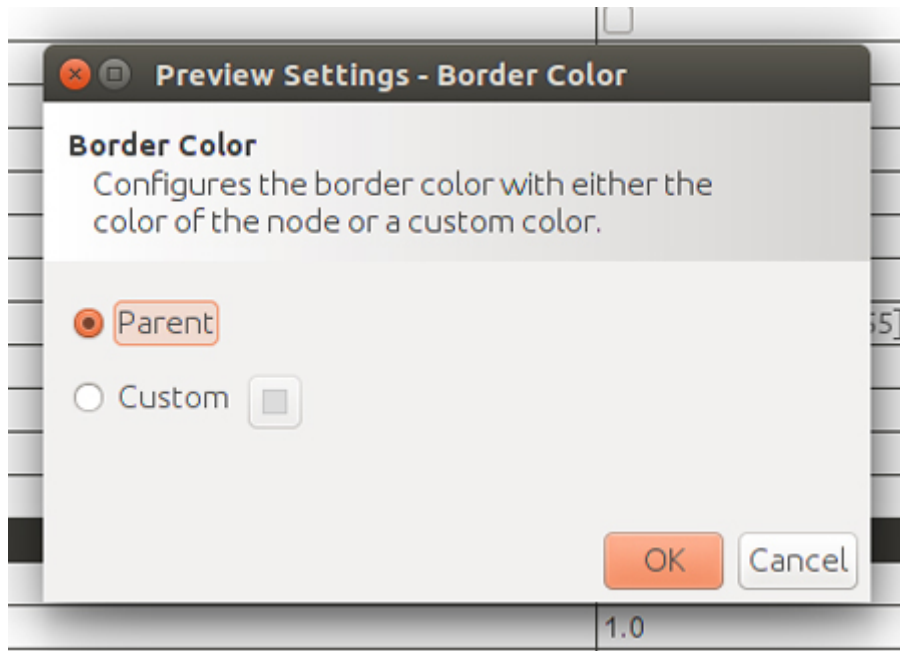 Preview Settings - Border Color
Border Color
Configures the border color with either the
color of the node or a custom color.
Parent
55]
Custom
OK
Cancel
1.0